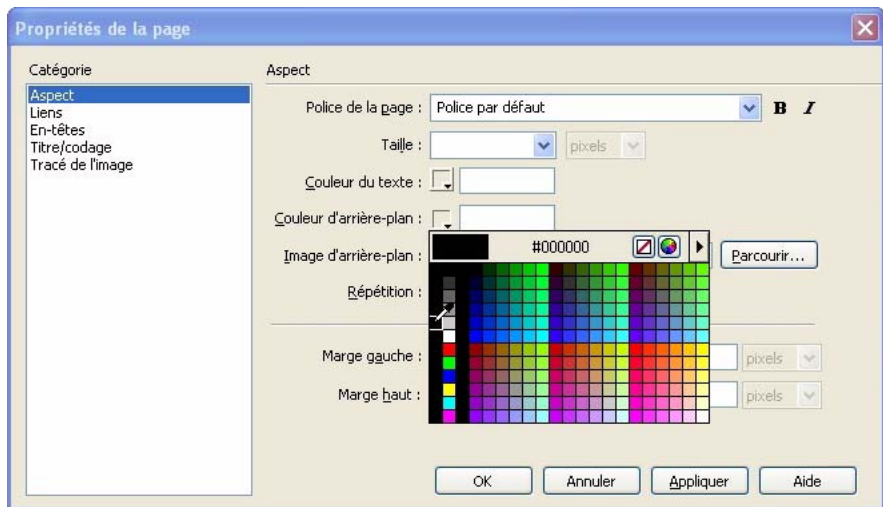 Propriétés de la page
Catégorie
Aspect
Liens
En-têtes
Titre/codage
Tracé de l'image
Aspect
Police de la page : Police par défaut B I
Taille : pixels
Couleur du texte :
Couleur d'arrière-plan :
#000000
Image d'arrière-plan : Parcourir...
Répétition :
Marge gauche : pixels
Marge haut : pixels
OK Annuler Appliquer Aide